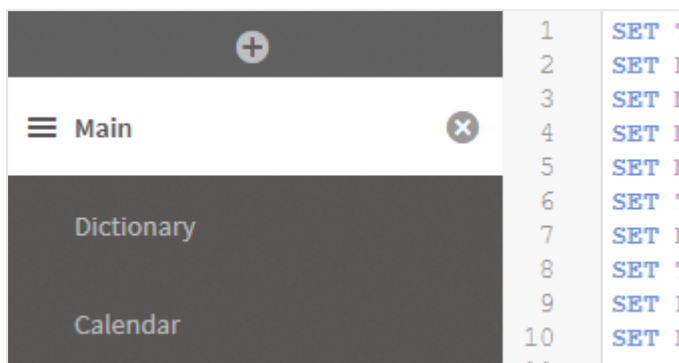 Main
Dictionary
Calendar
1 SET
2 SET
3 SET
4 SET
5 SET
6 SET
7 SET
8 SET
9 SET
10 SET